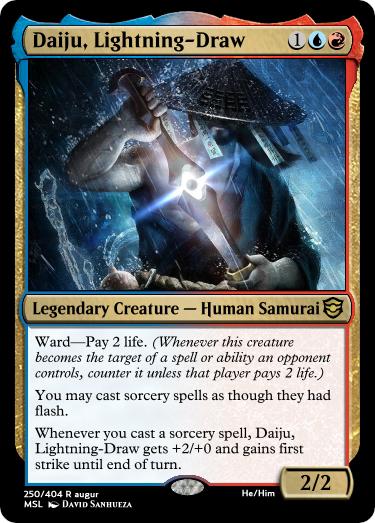 Daiju, Lightning-Draw 1
Legendary Creature — Human Samurai
Ward—Pay 2 life. (Whenever this creature
becomes the target of a spell or ability an opponent
controls, counter it unless that player pays 2 life.)
You may cast sorcery spells as though they had
flash.
Whenever you cast a sorcery spell, Daiju,
Lightning-Draw gets +2/+0 and gains first
strike until end of turn.
2/2
250/404 R augur He/Him
MSL David Sanhueza